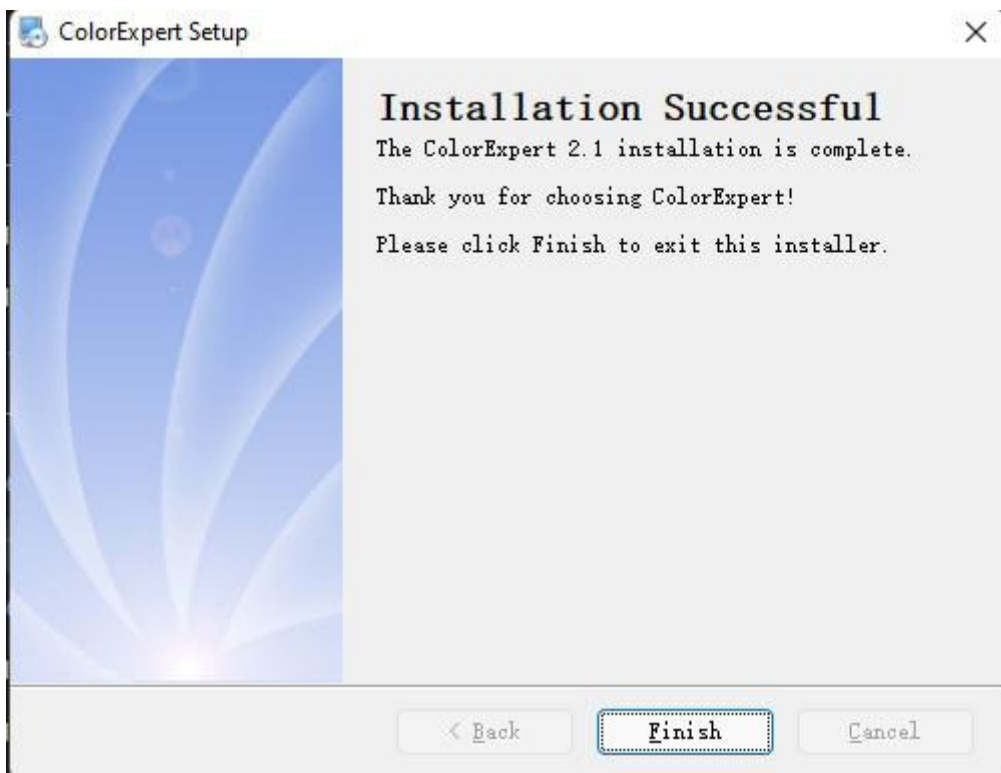 ColorExpert Setup
Installation Successful
The ColorExpert 2.1 installation is complete.
Thank you for choosing ColorExpert!
Please click Finish to exit this installer.
< Back
Finish
Cancel